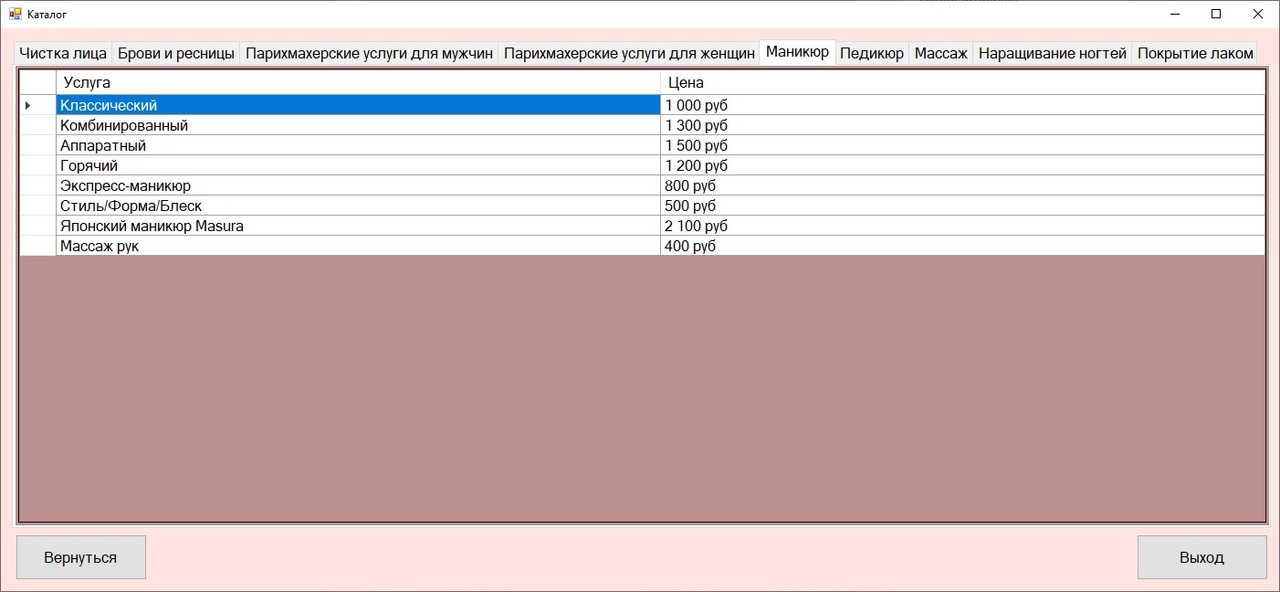 Каталог
Чистка лица Брови и ресницы Парихмахерские услуги для мужчин Парихмахерские услуги для женщин Маникюр Педикюр Массаж Наращивание ногтей Покрытие лаком
Услуга Цена
Классический 1 000 руб
Комбинированный 1 300 руб
Аппаратный 1 500 руб
Горячий 1 200 руб
Экспресс-маникюр 800 руб
Стиль/Форма/Блеск 500 руб
Японский маникюр Masura 2 100 руб
Массаж рук 400 руб
Вернуться Выход